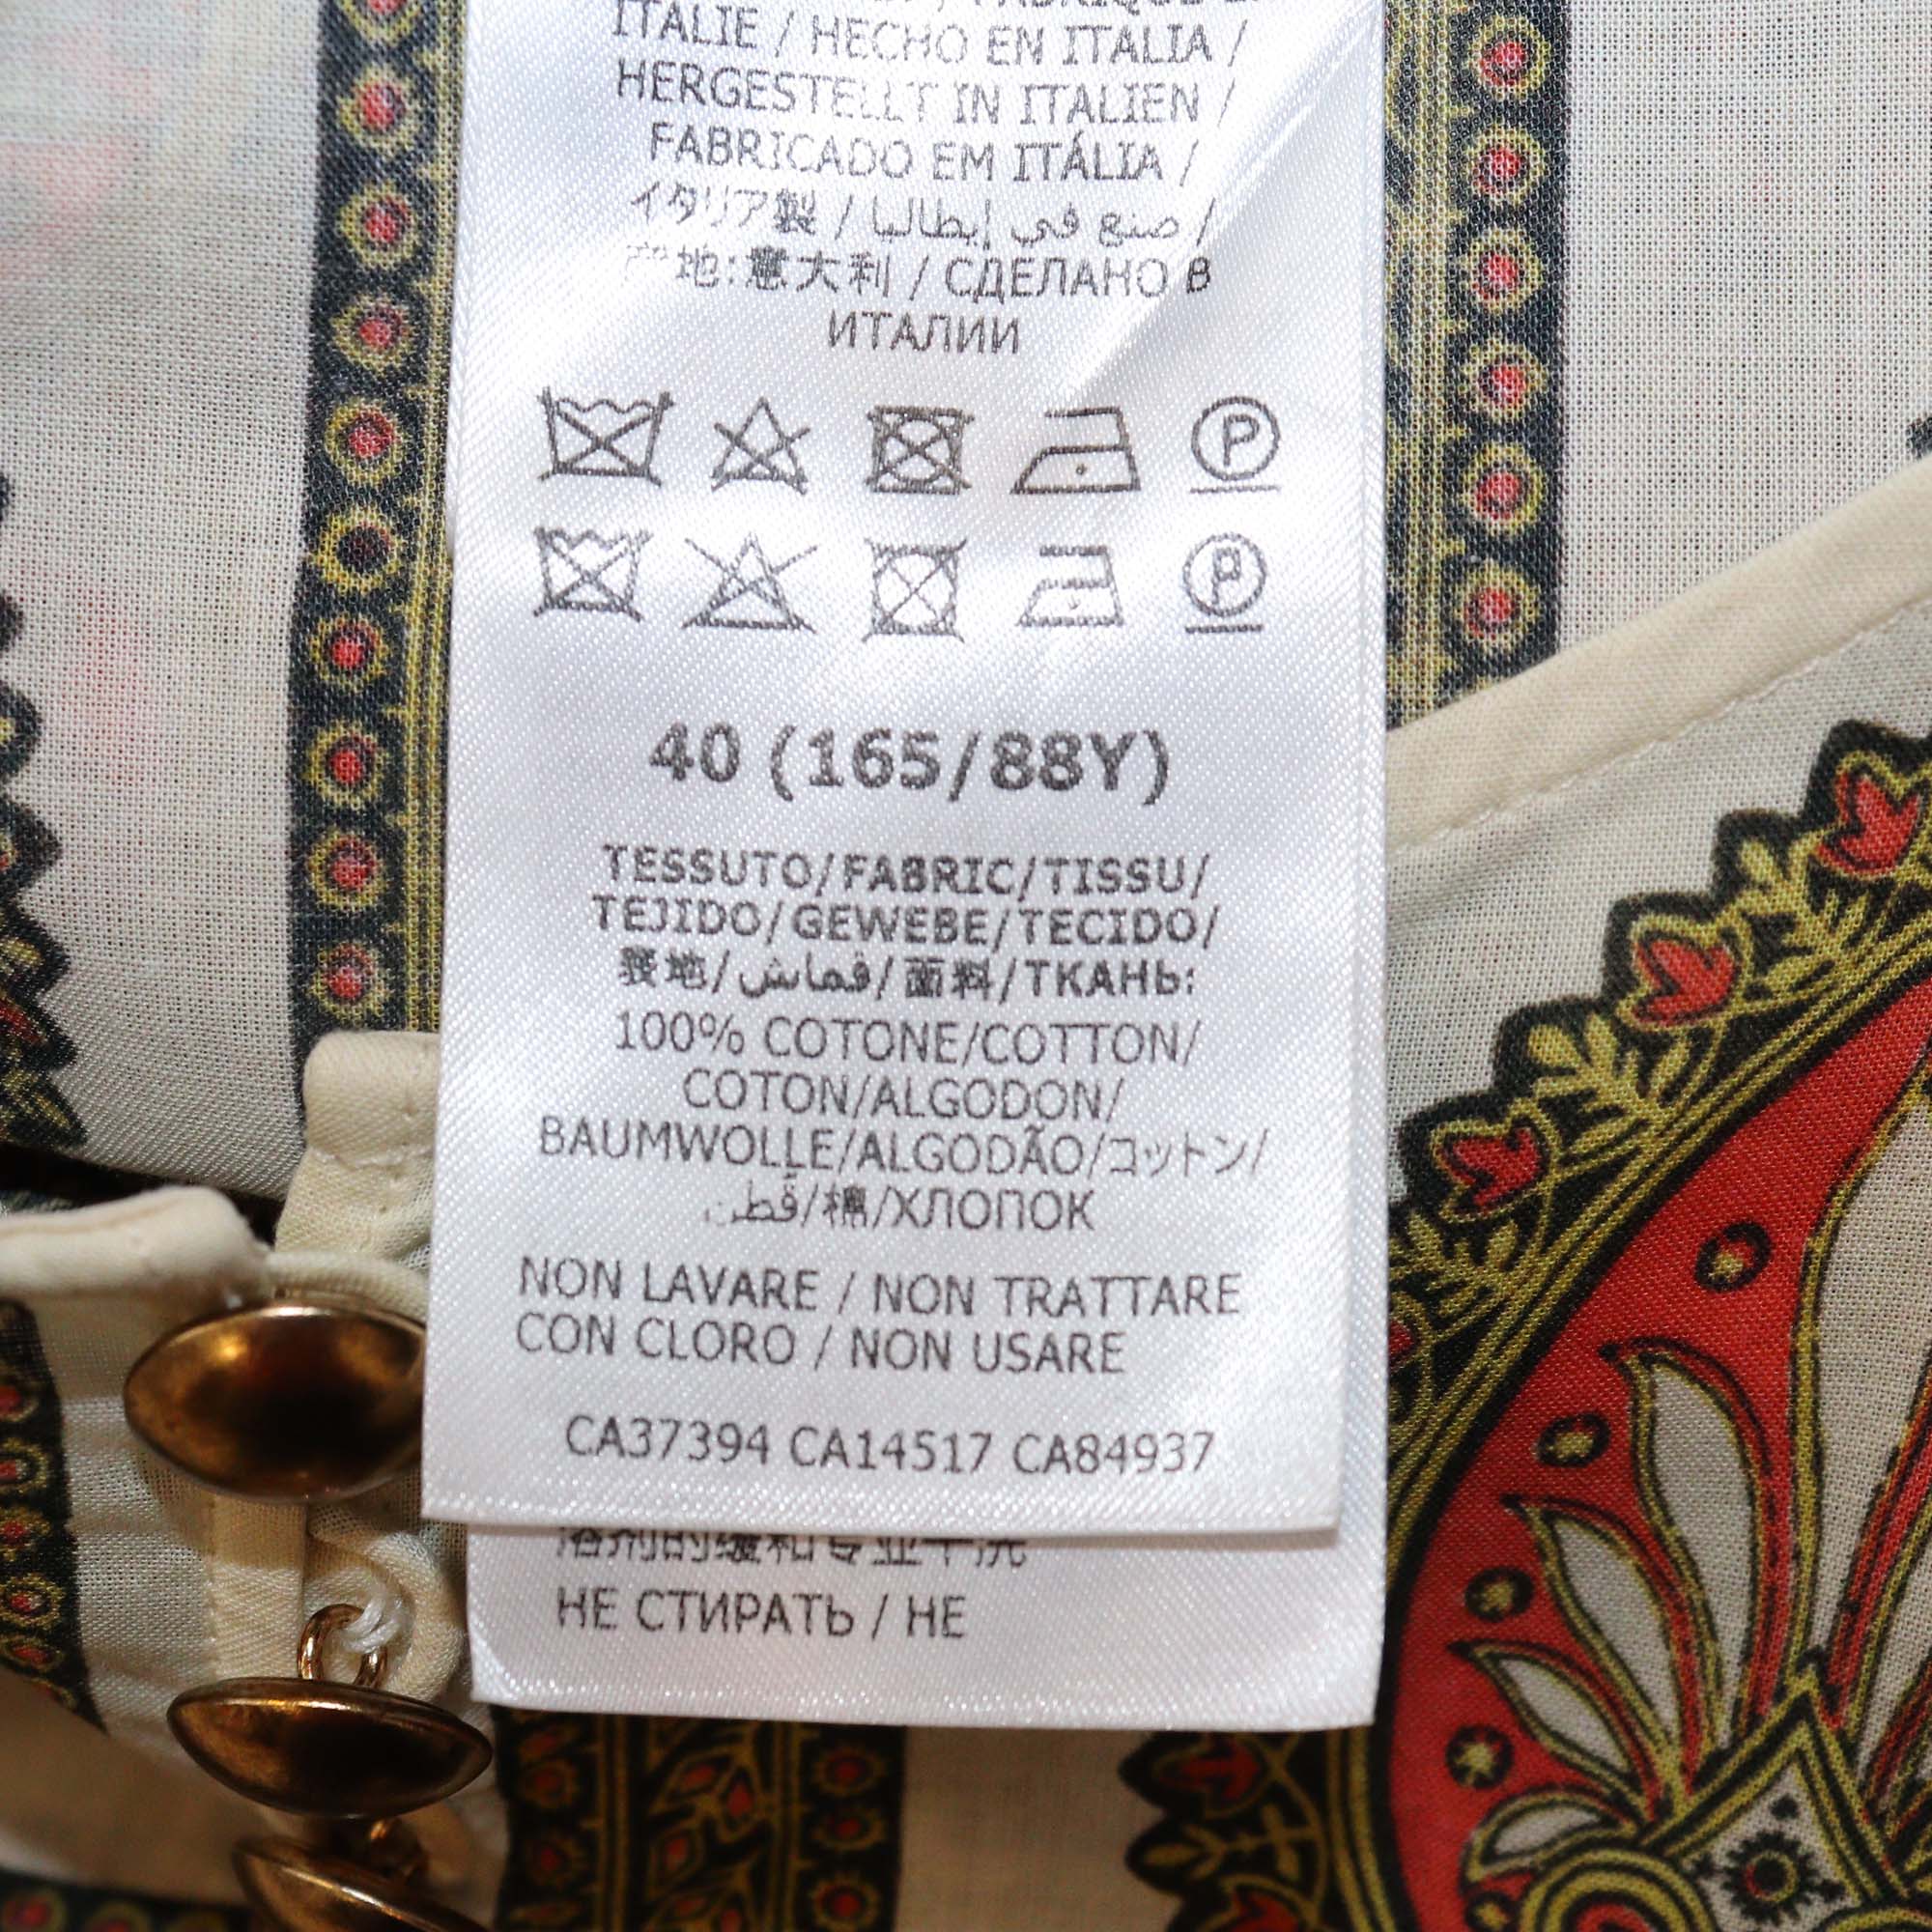 ITALIE / HECHO EN ITALIA /
HERGESTELLT IN ITALIEN /
FABRICADO EM ITÁLIA /
イタリア製 / صنع في إيطاليا /
产地:意大利 / СДЕЛАНО В
ИТАЛИИ
P
P
40 (165/88Y)
TESSUTO/FABRIC/TISSU/
TEJIDO/GEWEBE/TECIDO/
表地/قماش/面料/ТКАНЬ:
100% COTONE/COTTON/
COTON/ALGODON/
BAUMWOLLE/ALGODÃO/コットン/
قطن/棉/ХЛОПОК
NON LAVARE / NON TRATTARE
CON CLORO / NON USARE
CA37394 CA14517 CA84937
НЕ СТИРАТЬ / НЕ